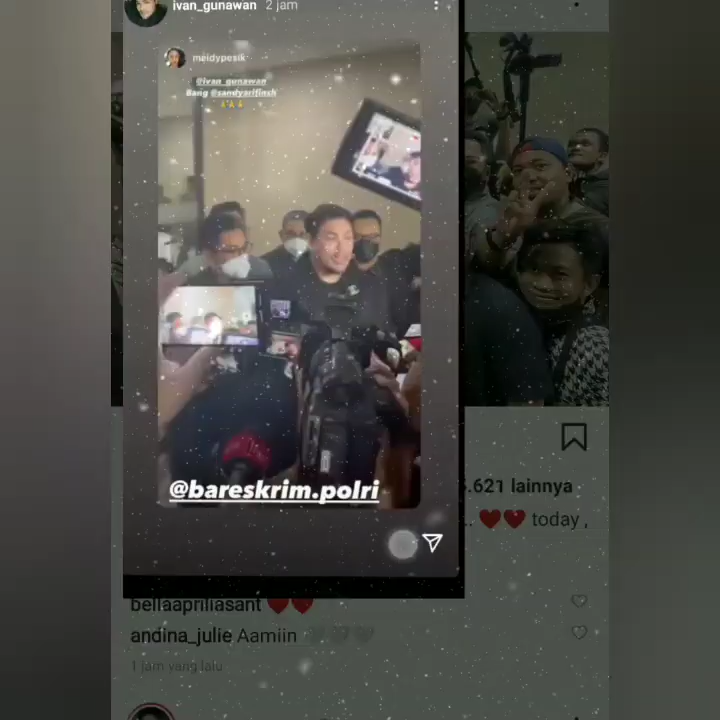 ivan_gunawan 2 jam
meidypesik
@ivan_gunawan
Bang @sandyarifinsh
@bareskrim.polri
.621 lainnya
today ,
bellaapriliasant
andina_julie Aamiin
1 jam yang lalu